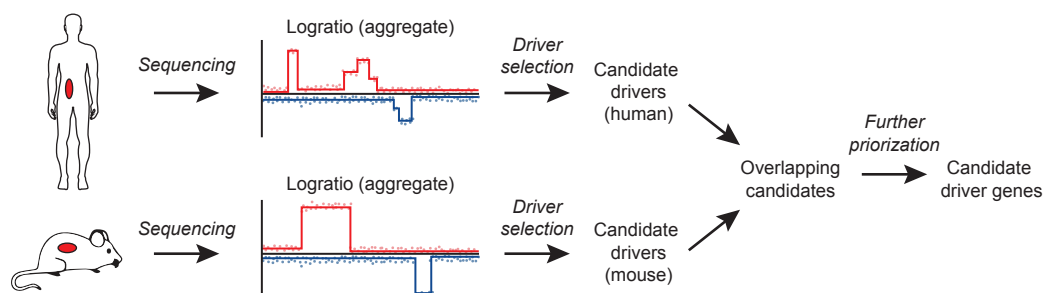 Sequencing
Logratio (aggregate)
Driver
selection
Candidate
drivers
(human)
Sequencing
Logratio (aggregate)
Driver
selection
Candidate
drivers
(mouse)
Overlapping
candidates
Further
priorization
Candidate
driver genes